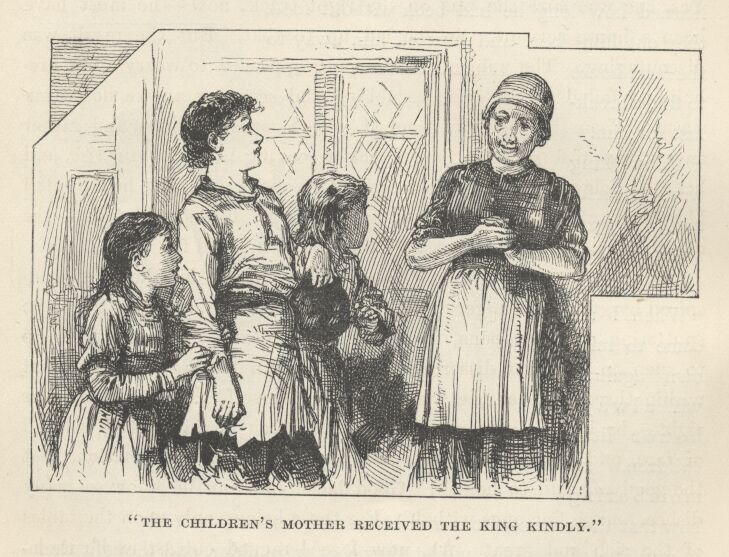 "THE CHILDREN'S MOTHER RECEIVED THE KING KINDLY."